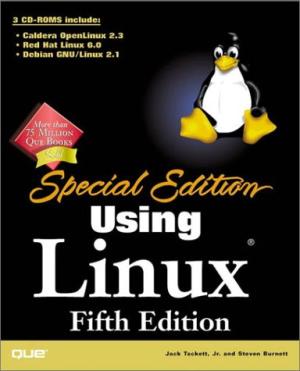 3 CD-ROMS include:
• Caldera OpenLinux 2.3
• Red Hat Linux 6.0
• Debian GNU/Linux 2.1
More than
75 MILLION
QUE BOOKS
Sold
Special Edition
Using
Linux®
Fifth Edition
QUE®
Jack Tackett, Jr. and Steven Burnett